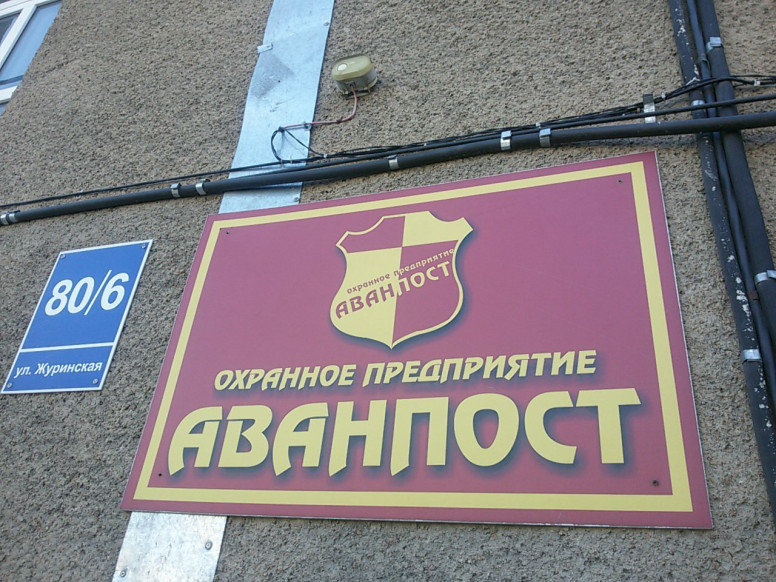 80/6
ул. Журинская
охранное предприятие
АВАНПОСТ
ОХРАННОЕ ПРЕДПРИЯТИЕ
АВАНПОСТ